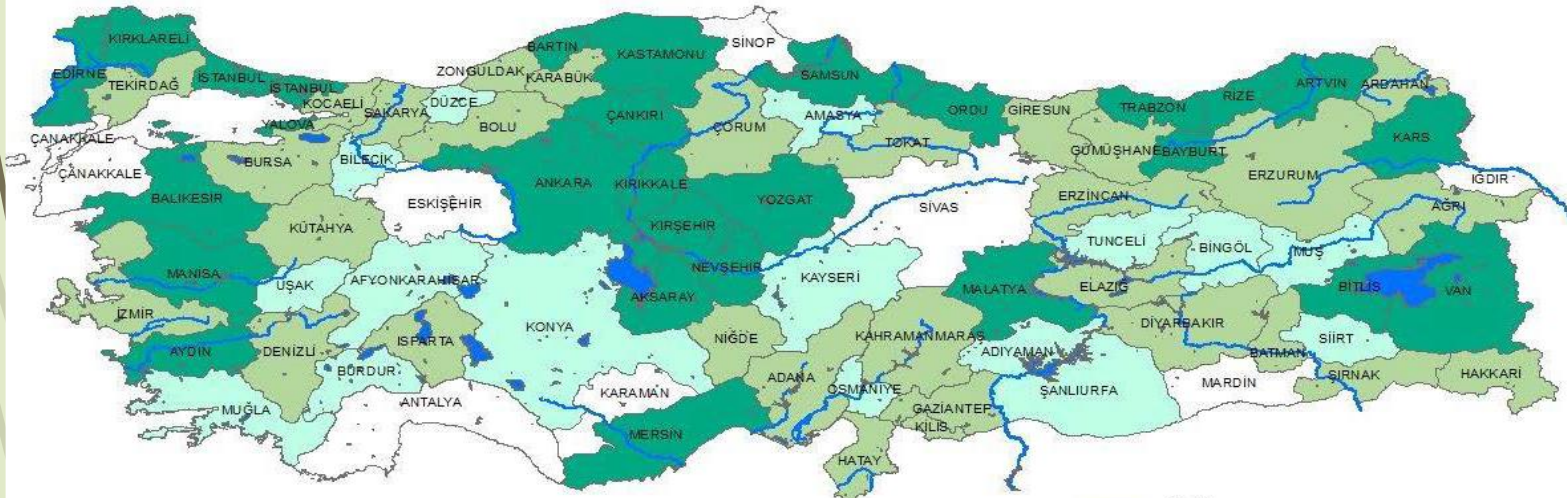 KIRKLARELİ
EDİRNE
TEKİRDAĞ
İSTANBUL
İSTANBUL
KOCAELİ
YALOVA
SAKARYA
DÜZCE
ZONGULDAK
BARTIN
KARABÜK
KASTAMONU
SİNOP
SAMSUN
ORDU
GİRESUN
TRABZON
RİZE
ARTVİN
ARDAHAN
ÇANAKKALE
ÇANAKKALE
BURSA
BİLECİK
BOLU
ÇANKIRI
ÇORUM
AMASYA
TOKAT
GÜMÜŞHANE
BAYBURT
ERZURUM
KARS
IĞDIR
AĞRI
BALIKESİR
KÜTAHYA
ESKİŞEHİR
ANKARA
KIRIKKALE
KIRŞEHİR
YOZGAT
SİVAS
ERZİNCAN
TUNCELİ
BİNGÖL
MUŞ
MANİSA
UŞAK
AFYONKARAHİSAR
KONYA
AKSARAY
NEVŞEHİR
KAYSERİ
MALATYA
ELAZIĞ
BİTLİS
VAN
İZMİR
AYDIN
DENİZLİ
BURDUR
ISPARTA
NİĞDE
KAHRAMANMARAŞ
ADIYAMAN
DİYARBAKIR
BATMAN
SİİRT
ŞIRNAK
HAKKARİ
MUĞLA
ANTALYA
KARAMAN
MERSİN
ADANA
OSMANİYE
GAZİANTEP
KİLİS
ŞANLIURFA
MARDİN
HATAY